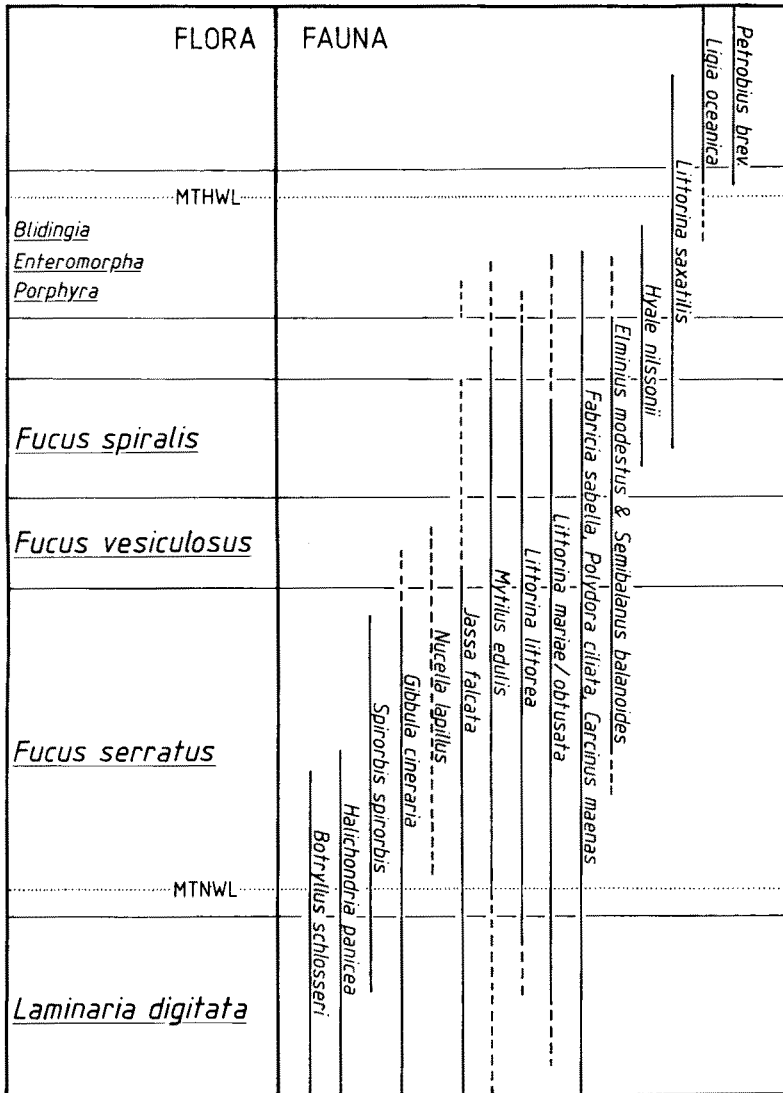 FLORA
FAUNA
MTHWL
Blidingia
Enteromorpha
Porphyra
Fucus spiralis
Fucus vesiculosus
Fucus serratus
MTNWL
Laminaria digitata
Botryllus schlosseri
Halichondria panicea
Spirorbis spirorbis
Gibbula cineraria
Nucella lapillus
Jassa falcata
Mytilus edulis
Littorina littorea
Littorina mariae/obtusata
Fabricia sabella, Polydora ciliata, Carcinus maenas
Elminius modestus & Semibalanus balanoides
Hyale nilssonii
Littorina saxatilis
Ligia oceanica
Petrobius brev.